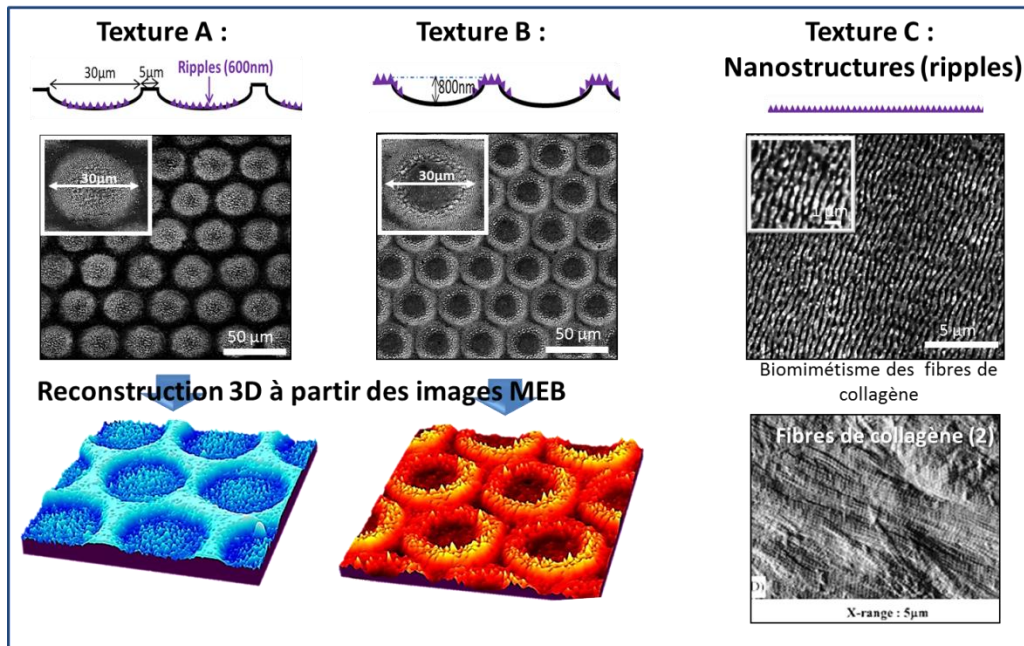 Texture A :
30µm
5µm
Ripples (600nm)
30µm
50 µm
Texture B :
800nm
30µm
50 µm
Texture C :
Nanostructures (ripples)
1 µm
5 µm
Biomimétisme des fibres de
collagène
Reconstruction 3D à partir des images MEB
Fibres de collagène (2)
D)
X-range : 5µm